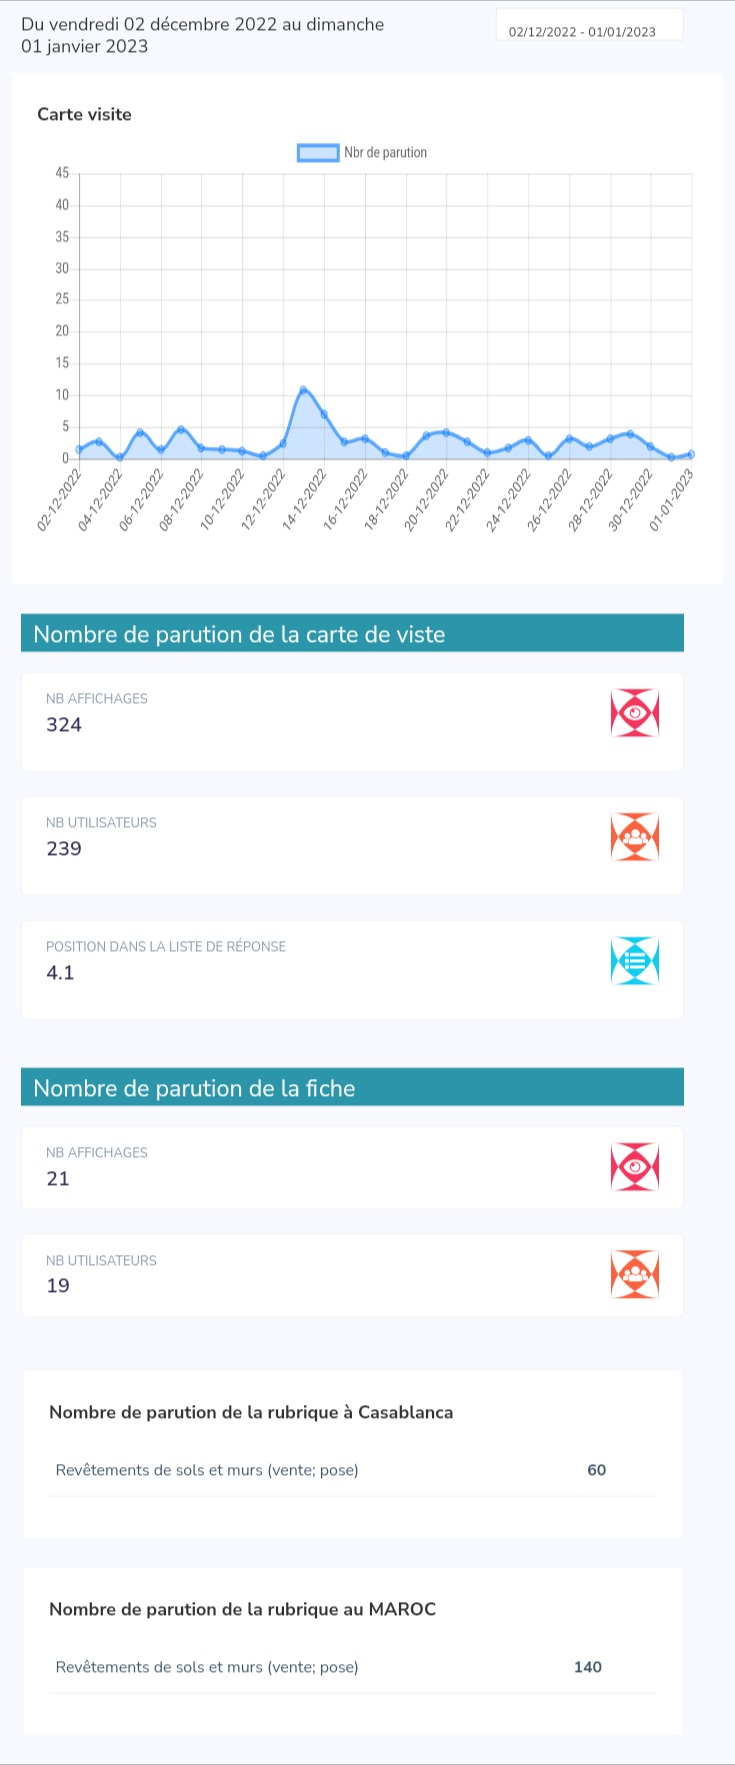 Du vendredi 02 décembre 2022 au dimanche
01 janvier 2023
02/12/2022 - 01/01/2023
Carte visite
Nbr de parution
45
40
35
30
25
20
15
10
5
0
02-12-2022
04-12-2022
06-12-2022
08-12-2022
10-12-2022
12-12-2022
14-12-2022
16-12-2022
18-12-2022
20-12-2022
22-12-2022
24-12-2022
26-12-2022
28-12-2022
30-12-2022
01-01-2023
Nombre de parution de la carte de viste
NB AFFICHAGES
324
NB UTILISATEURS
239
POSITION DANS LA LISTE DE RÉPONSE
4.1
Nombre de parution de la fiche
NB AFFICHAGES
21
NB UTILISATEURS
19
Nombre de parution de la rubrique à Casablanca
Revêtements de sols et murs (vente; pose) 60
Nombre de parution de la rubrique au MAROC
Revêtements de sols et murs (vente; pose) 140